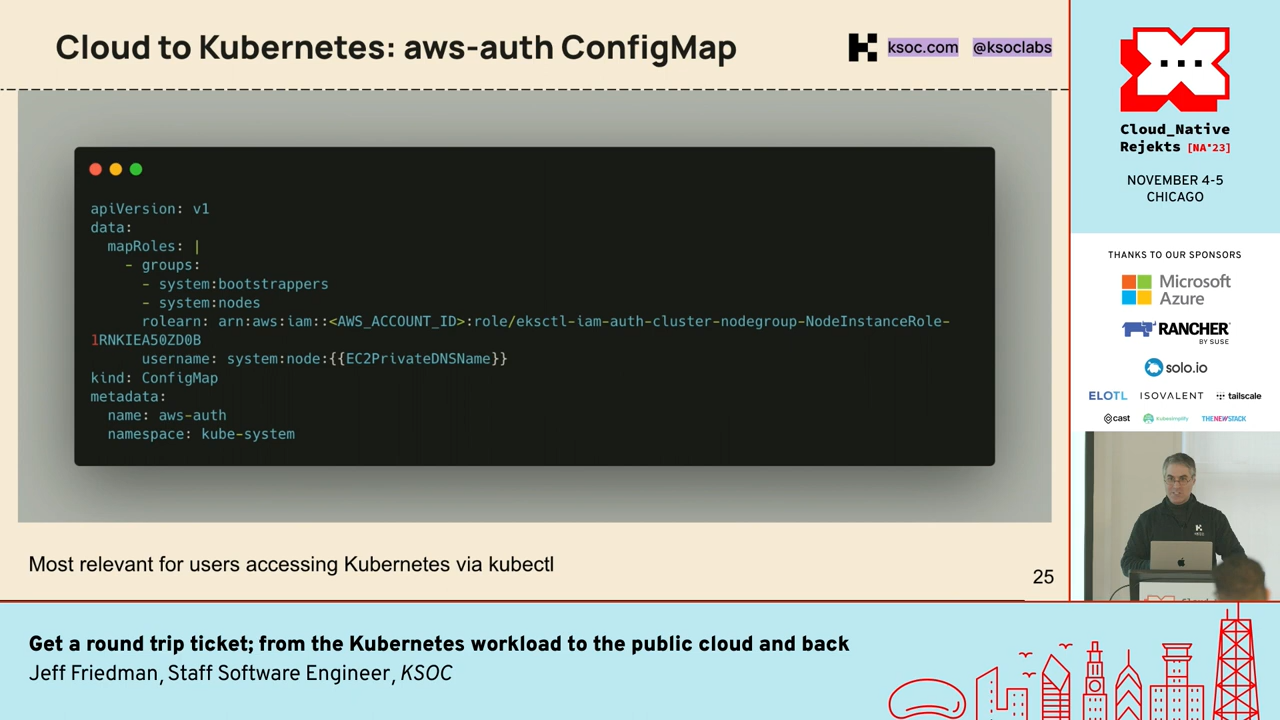 Cloud to Kubernetes: aws-auth ConfigMap
ksoc.com @ksoclabs
apiVersion: v1
data:
mapRoles: |
- groups:
- system:bootstrappers
- system:nodes
rolearn: arn:aws:iam::<AWS_ACCOUNT_ID>:role/eksctl-iam-auth-cluster-nodegroup-NodeInstanceRole-
1RNKIEA50ZD0B
username: system:node:{{EC2PrivateDNSName}}
kind: ConfigMap
metadata:
name: aws-auth
namespace: kube-system
Most relevant for users accessing Kubernetes via kubectl
25
Cloud_Native
Rejekts [NA'23]
NOVEMBER 4-5
CHICAGO
THANKS TO OUR SPONSORS
Microsoft
Azure
RANCHER
BY SUSE
solo.io
ELOTL ISOVALENT tailscale
cast kubesimplify THENEWSTACK
Get a round trip ticket; from the Kubernetes workload to the public cloud and back
Jeff Friedman, Staff Software Engineer, KSOC